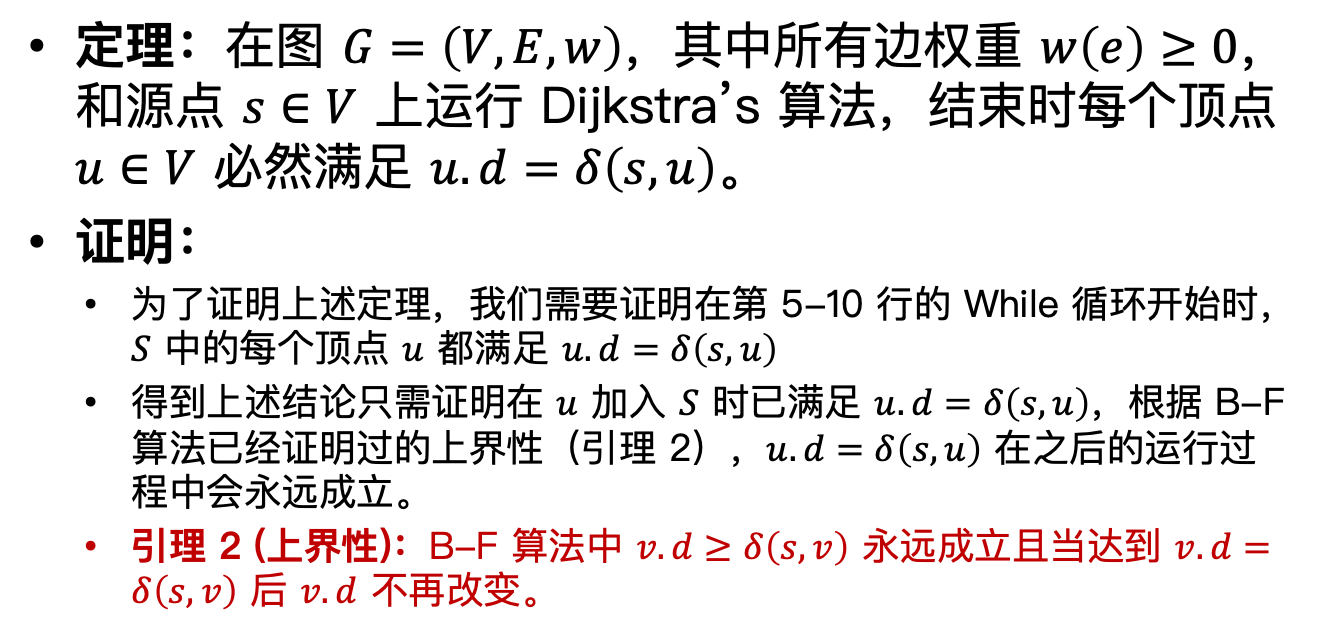 • 定理：在图 G = (V, E, w)，其中所有边权重 w(e) ≥ 0，
和源点 s ∈ V 上运行 Dijkstra’s 算法，结束时每个顶点
u ∈ V 必然满足 u.d = δ(s, u)。
• 证明：
• 为了证明上述定理，我们需要证明在第 5–10 行的 While 循环开始时，
S 中的每个顶点 u 都满足 u.d = δ(s, u)
• 得到上述结论只需证明在 u 加入 S 时已满足 u.d = δ(s, u)，根据 B–F
算法已经证明过的上界性（引理 2），u.d = δ(s, u) 在之后的运行过
程中会永远成立。
• 引理 2 (上界性)：B–F 算法中 v.d ≥ δ(s, v) 永远成立且当达到 v.d =
δ(s, v) 后 v.d 不再改变。